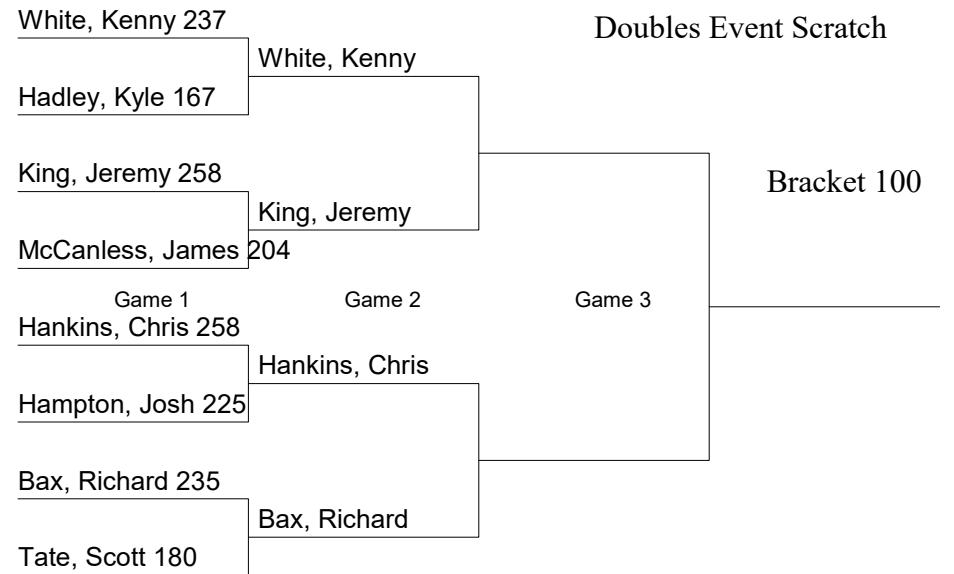 White, Kenny 237
Doubles Event Scratch
White, Kenny
Hadley, Kyle 167
King, Jeremy 258
Bracket 100
King, Jeremy
McCanless, James 204
Game 1 Game 2 Game 3
Hankins, Chris 258
Hankins, Chris
Hampton, Josh 225
Bax, Richard 235
Bax, Richard
Tate, Scott 180